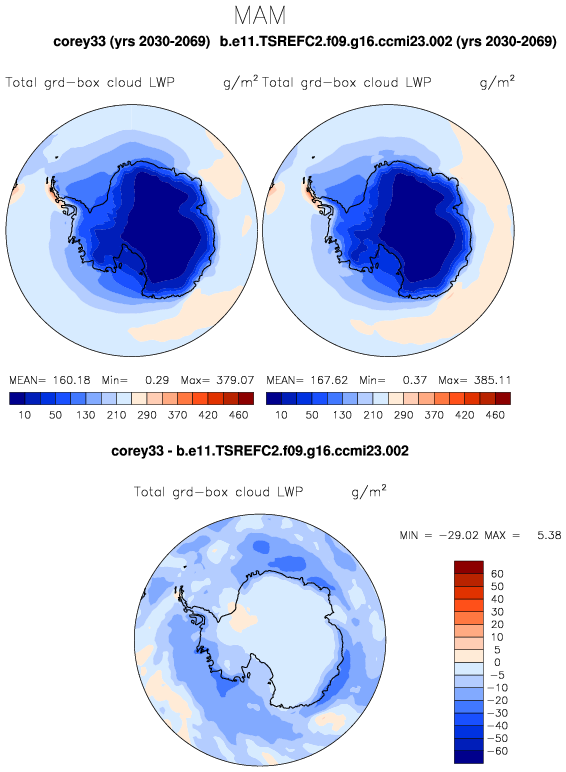 MAM
corey33 (yrs 2030-2069) b.e11.TSREFC2.f09.g16.ccmi23.002 (yrs 2030-2069)
Total grd-box cloud LWP g/m² Total grd-box cloud LWP g/m²
MEAN= 160.18 Min= 0.29 Max= 379.07 MEAN= 167.62 Min= 0.37 Max= 385.11
10 50 130 210 290 370 420 460 10 50 130 210 290 370 420 460
corey33 - b.e11.TSREFC2.f09.g16.ccmi23.002
Total grd-box cloud LWP g/m²
MIN = -29.02 MAX = 5.38
60
50
40
30
20
10
5
0
-5
-10
-20
-30
-40
-50
-60